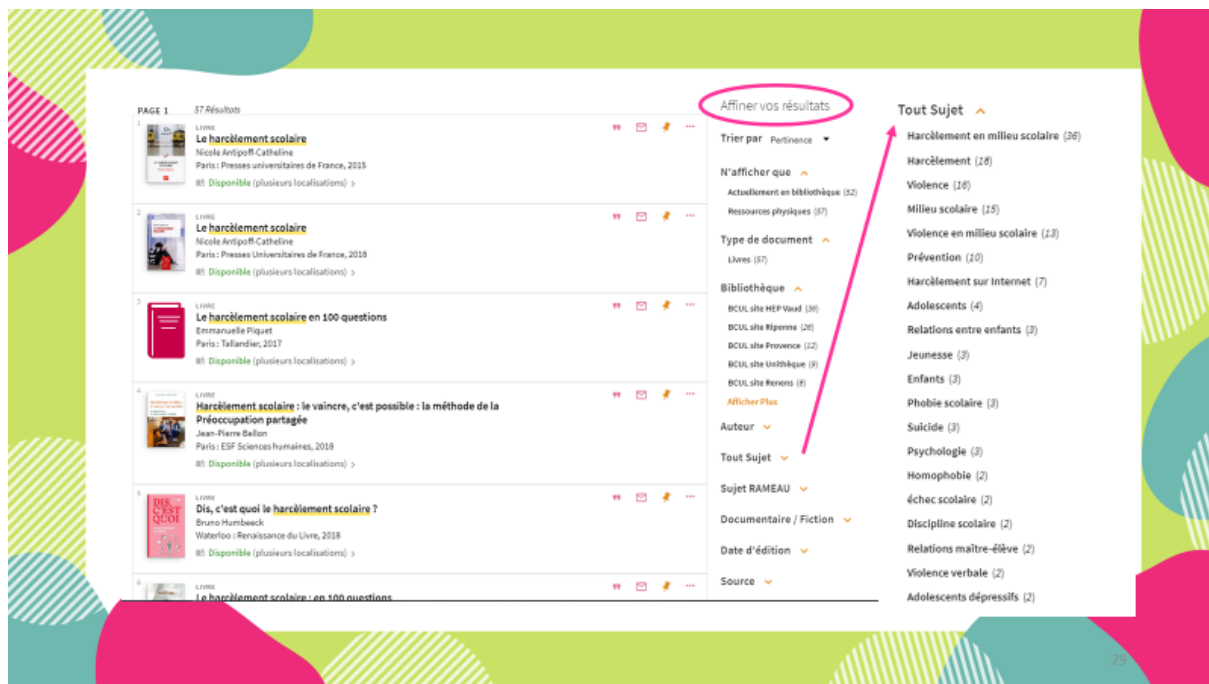 PAGE 1 57 Résultats
1
LIVRE
Le harcèlement scolaire
Nicole Antipoff-Catheline
Paris : Presses universitaires de France, 2015
Disponible (plusieurs localisations) >
2
LIVRE
Le harcèlement scolaire
Nicole Antipoff-Catheline
Paris : Presses Universitaires de France, 2018
Disponible (plusieurs localisations) >
3
LIVRE
Le harcèlement scolaire en 100 questions
Emmanuelle Piquet
Paris : Tallandier, 2017
Disponible (plusieurs localisations) >
4
LIVRE
Harcèlement scolaire : le vaincre, c'est possible : la méthode de la
Préoccupation partagée
Jean-Pierre Bellon
Paris : ESF Sciences humaines, 2018
Disponible (plusieurs localisations) >
5
DIS,
C'EST
QUOI
LIVRE
Dis, c'est quoi le harcèlement scolaire ?
Bruno Humbeeck
Waterloo : Renaissance du Livre, 2018
Disponible (plusieurs localisations) >
6
LIVRE
Le harcèlement scolaire : en 100 questions
Affiner vos résultats
Trier par Pertinence
N'afficher que
Actuellement en bibliothèque (52)
Ressources physiques (57)
Type de document
Livres (57)
Bibliothèque
BCUL site HEP Vaud (36)
BCUL site Riponne (26)
BCUL site Provence (12)
BCUL site Unithèque (9)
BCUL site Renens (8)
Afficher Plus
Auteur
Tout Sujet
Sujet RAMEAU
Documentaire / Fiction
Date d'édition
Source
Tout Sujet
Harcèlement en milieu scolaire (36)
Harcèlement (18)
Violence (16)
Milieu scolaire (15)
Violence en milieu scolaire (13)
Prévention (10)
Harcèlement sur Internet (7)
Adolescents (4)
Relations entre enfants (3)
Jeunesse (3)
Enfants (3)
Phobie scolaire (3)
Suicide (3)
Psychologie (3)
Homophobie (2)
échec scolaire (2)
Discipline scolaire (2)
Relations maître-élève (2)
Violence verbale (2)
Adolescents dépressifs (2)
29